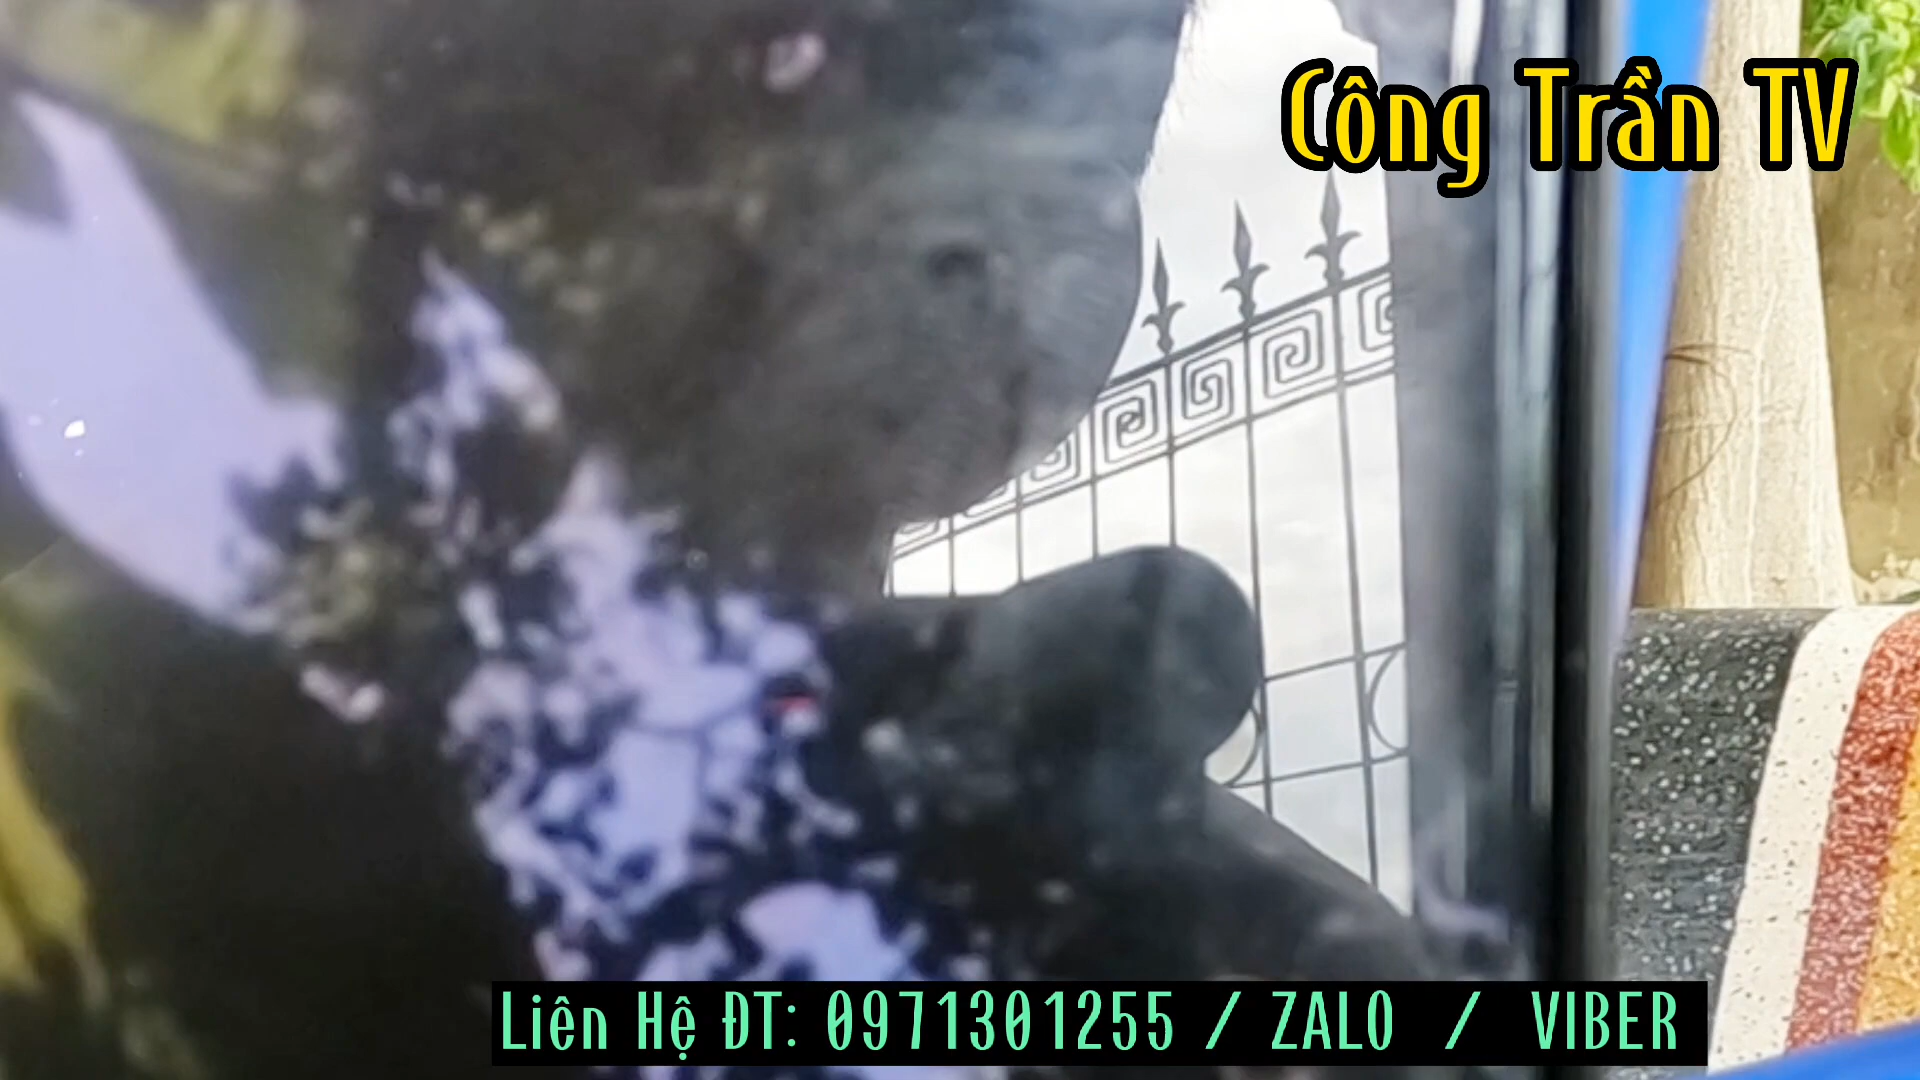 Công Trần TV
Liên Hệ ĐT: 0971301255 / ZALO / VIBER